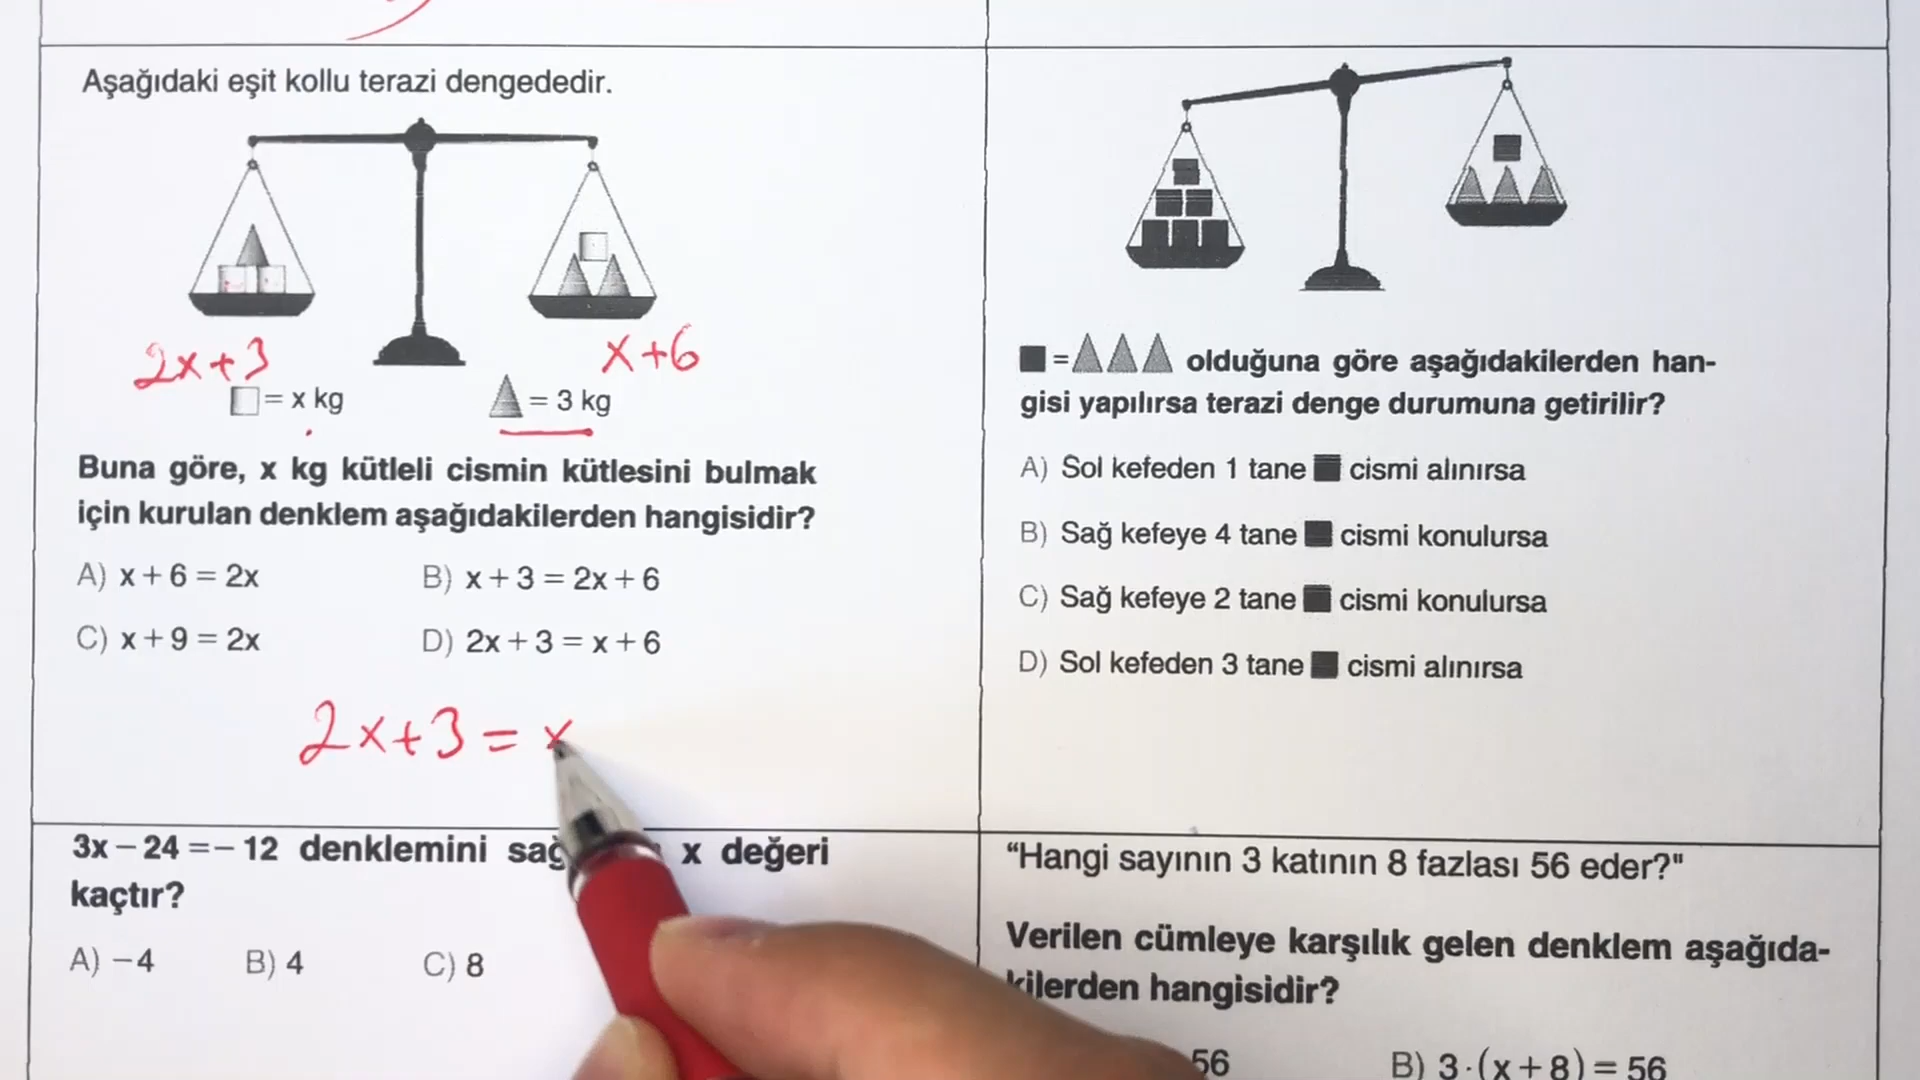 Aşağıdaki eşit kollu terazi dengededir.
2x+3
x+6
= x kg
= 3 kg
Buna göre, x kg kütleli cismin kütlesini bulmak
için kurulan denklem aşağıdakilerden hangisidir?
A) x + 6 = 2x
B) x + 3 = 2x + 6
C) x + 9 = 2x
D) 2x + 3 = x + 6
2x+3 = x
= olduğuna göre aşağıdakilerden han-
gisi yapılırsa terazi denge durumuna getirilir?
A) Sol kefeden 1 tane cismi alınırsa
B) Sağ kefeye 4 tane cismi konulursa
C) Sağ kefeye 2 tane cismi konulursa
D) Sol kefeden 3 tane cismi alınırsa
3x – 24 = – 12 denklemini x değeri
kaçtır?
A) – 4
B) 4
C) 8
“Hangi sayının 3 katının 8 fazlası 56 eder?"
Verilen cümleye karşılık gelen denklem aşağıda-
kilerden hangisidir?
56
B) 3 · (x + 8) = 56